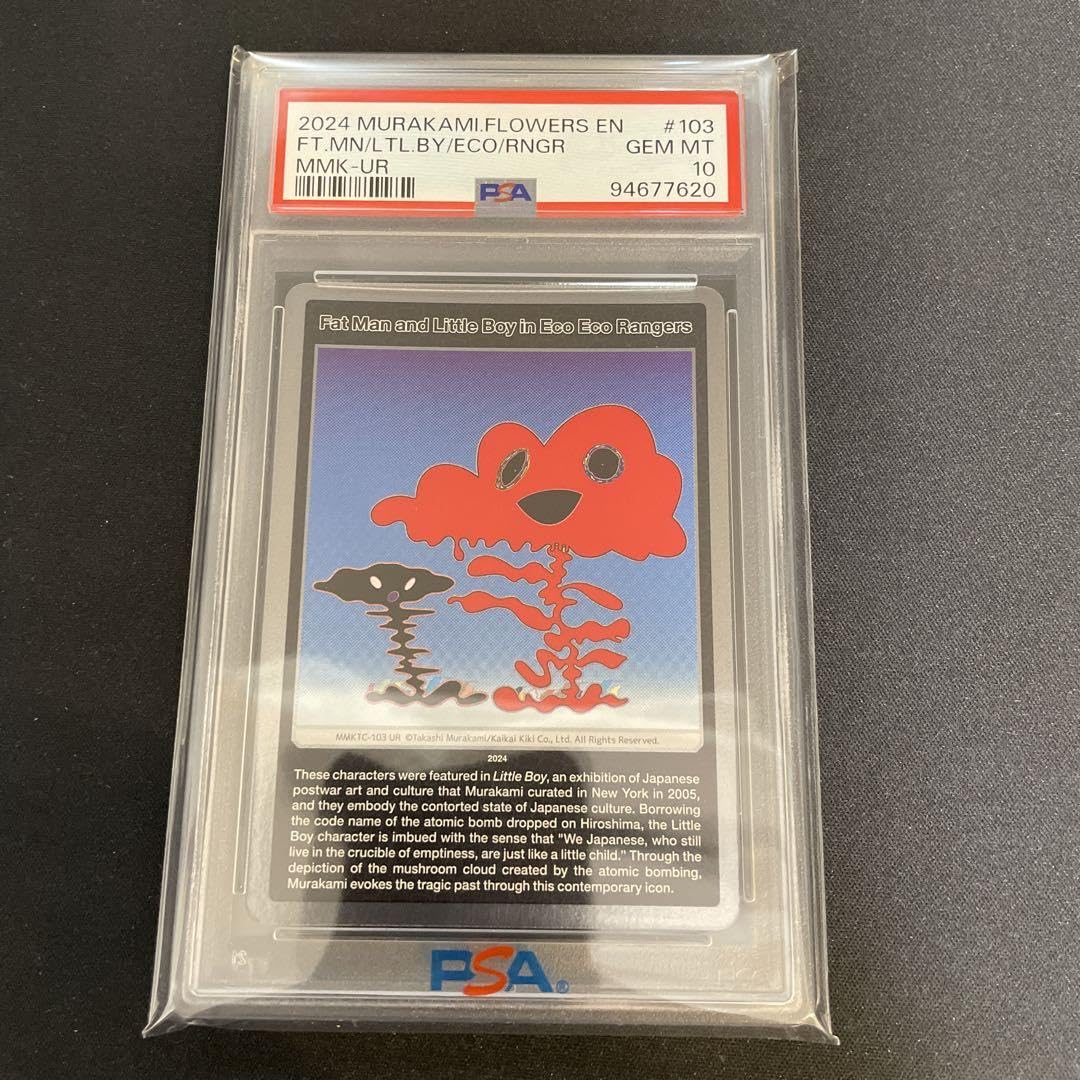 2024 MURAKAMI.FLOWERS EN #103
FT.MN/LTL.BY/ECO/RNGR GEM MT
MMK-UR 10
PSA 94677620
Fat Man and Little Boy in Eco Eco Rangers
MMKTC-103 UR ©Takashi Murakami/Kaikai Kiki Co., Ltd. All Rights Reserved.
2024
These characters were featured in Little Boy, an exhibition of Japanese
postwar art and culture that Murakami curated in New York in 2005,
and they embody the contorted state of Japanese culture. Borrowing
the code name of the atomic bomb dropped on Hiroshima, the Little
Boy character is imbued with the sense that "We Japanese, who still
live in the crucible of emptiness, are just like a little child." Through the
depiction of the mushroom cloud created by the atomic bombing,
Murakami evokes the tragic past through this contemporary icon.
PSA®